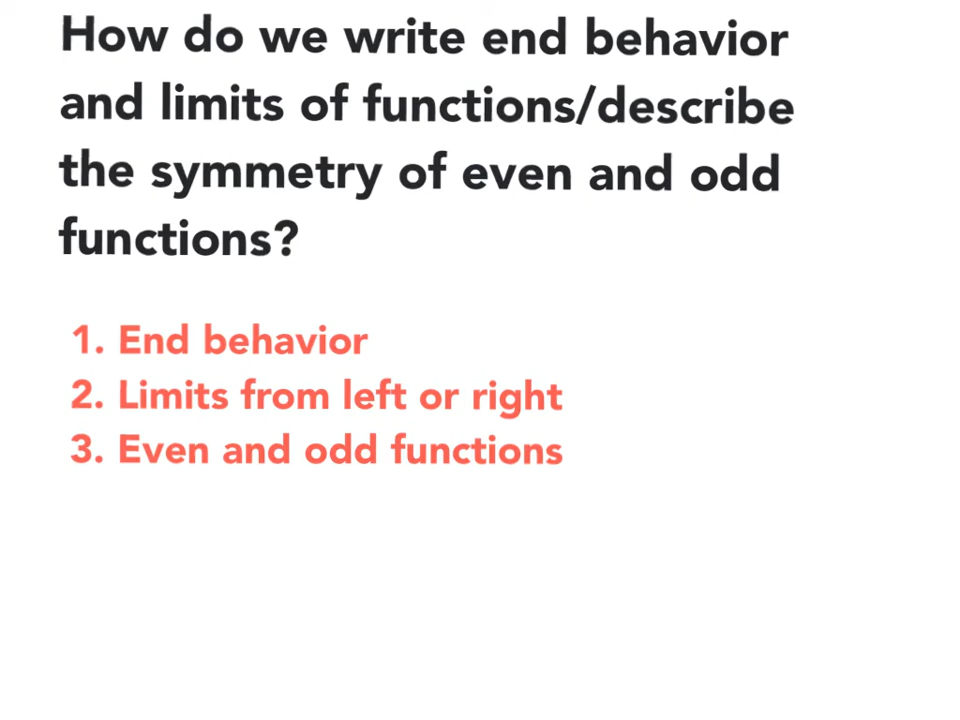 How do we write end behavior
and limits of functions/describe
the symmetry of even and odd
functions?
1. End behavior
2. Limits from left or right
3. Even and odd functions